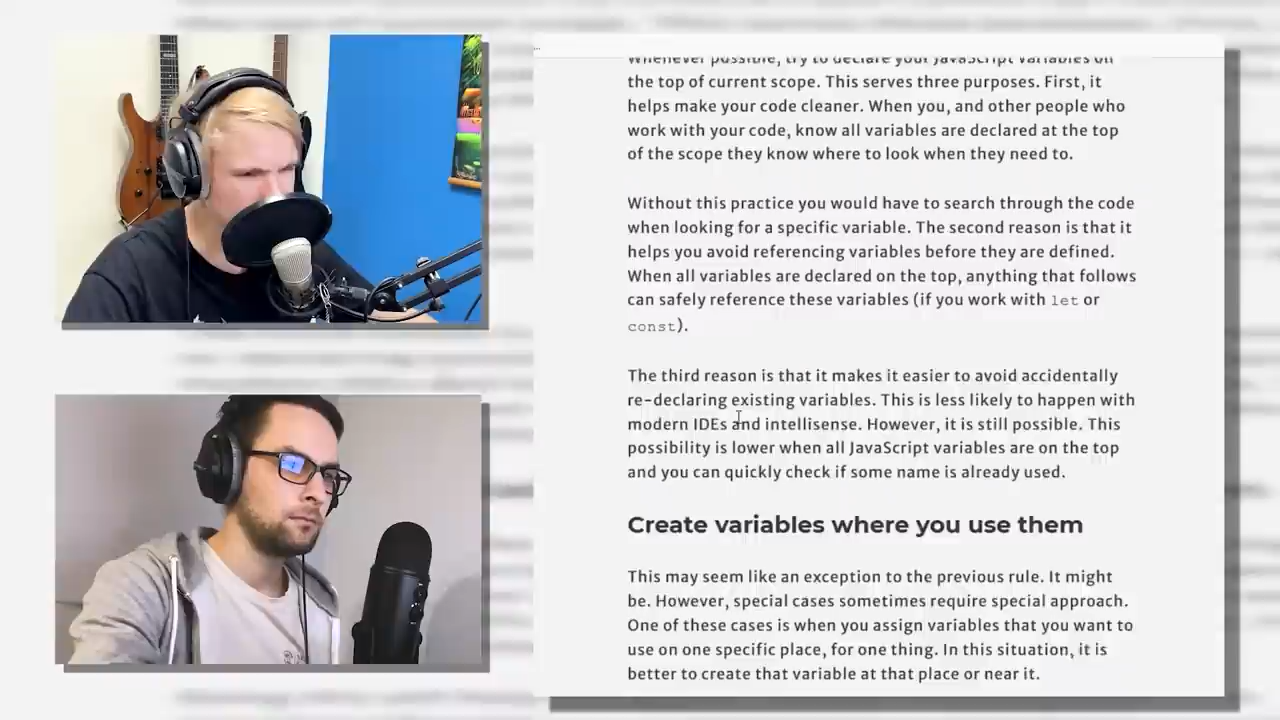 Whenever possible, try to declare your JavaScript variables on
the top of current scope. This serves three purposes. First, it
helps make your code cleaner. When you, and other people who
work with your code, know all variables are declared at the top
of the scope they know where to look when they need to.
Without this practice you would have to search through the code
when looking for a specific variable. The second reason is that it
helps you avoid referencing variables before they are defined.
When all variables are declared on the top, anything that follows
can safely reference these variables (if you work with let or
const).
The third reason is that it makes it easier to avoid accidentally
re-declaring existing variables. This is less likely to happen with
modern IDEs and intellisense. However, it is still possible. This
possibility is lower when all JavaScript variables are on the top
and you can quickly check if some name is already used.
Create variables where you use them
This may seem like an exception to the previous rule. It might
be. However, special cases sometimes require special approach.
One of these cases is when you assign variables that you want to
use on one specific place, for one thing. In this situation, it is
better to create that variable at that place or near it.